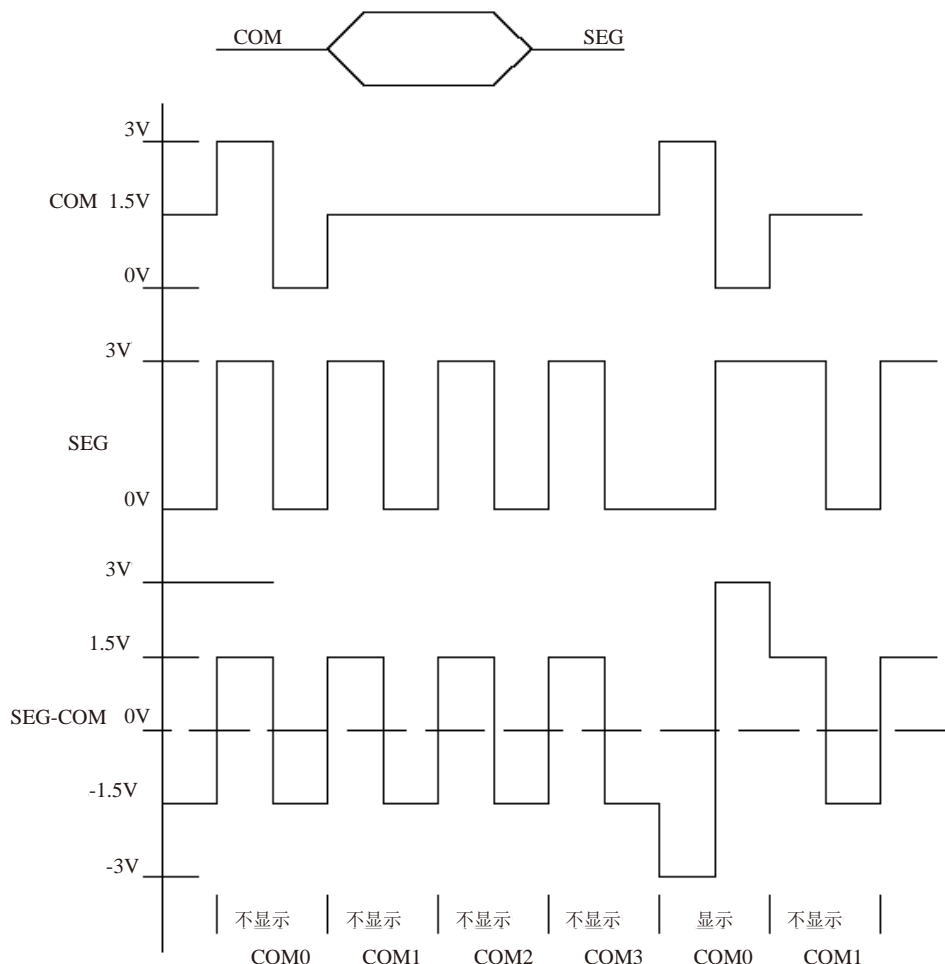 COM SEG
3V
COM 1.5V
0V
3V
SEG
0V
3V
1.5V
SEG-COM 0V
-1.5V
-3V
不显示 不显示 不显示 不显示 显示 不显示
COM0 COM1 COM2 COM3 COM0 COM1